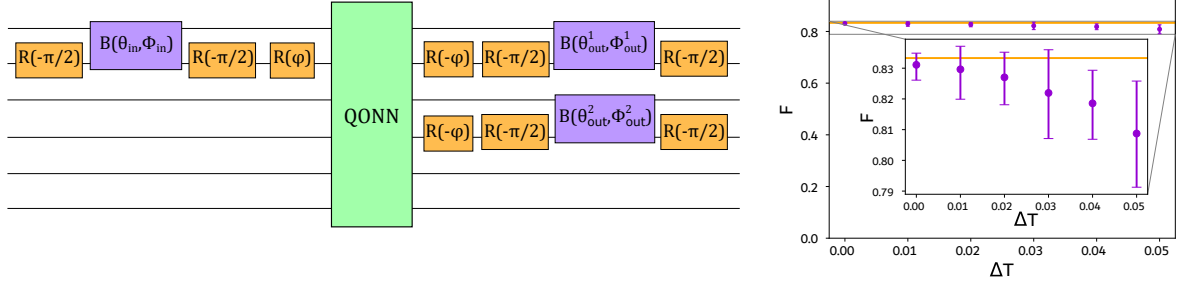 B(θin,Φin)
R(-π/2)
R(-π/2)
R(φ)
QONN
R(-φ)
R(-π/2)
B(θ¹out,Φ¹out)
R(-π/2)
R(-φ)
R(-π/2)
B(θ²out,Φ²out)
R(-π/2)
F
0.8
0.6
0.4
0.2
0.0
0.00 0.01 0.02 0.03 0.04 0.05
ΔT
F
0.83
0.82
0.81
0.80
0.79
0.00 0.01 0.02 0.03 0.04 0.05
ΔT